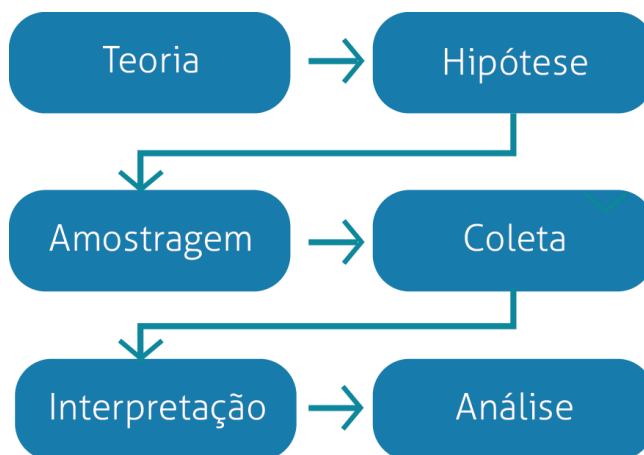 Teoria
Hipótese
Amostragem
Coleta
Interpretação
Análise